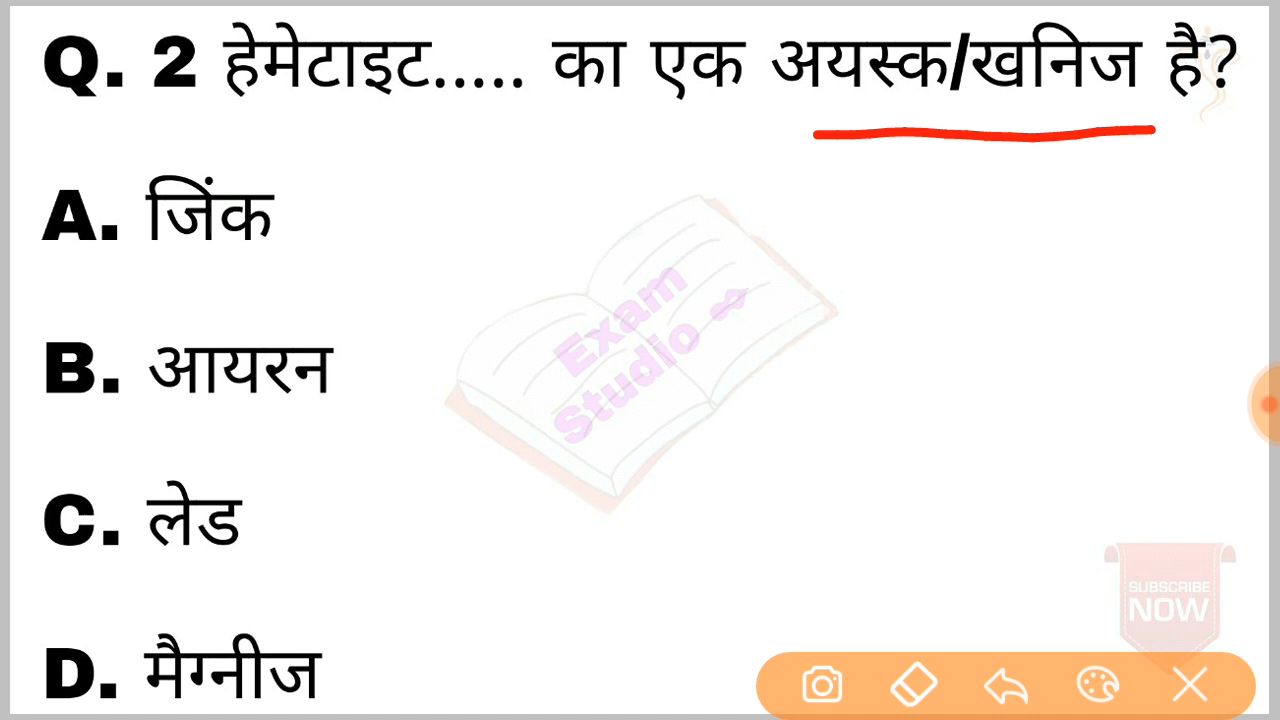 Q. 2 हेमेटाइट..... का एक अयस्क/खनिज है?
A. जिंक
B. आयरन
Exam
Studio
C. लेड
SUBSCRIBE
NOW
D. मैग्नीज